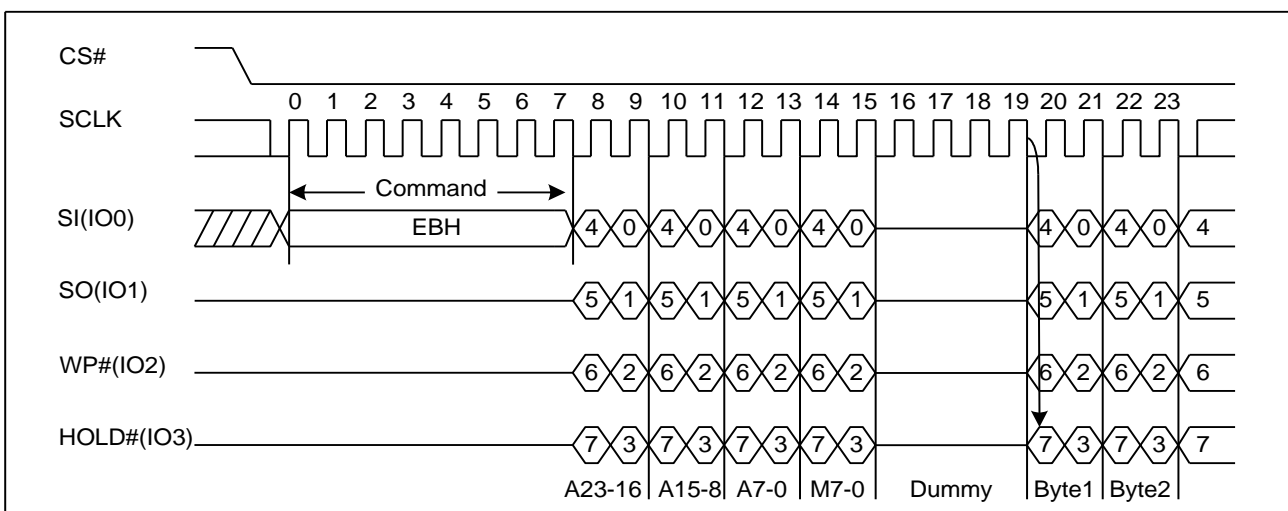 CS#
0 1 2 3 4 5 6 7 8 9 10 11 12 13 14 15 16 17 18 19 20 21 22 23
SCLK
Command
SI(IO0) EBH 4 0 4 0 4 0 4 0 4 0 4 0 4
SO(IO1) 5 1 5 1 5 1 5 1 5 1 5 1 5
WP#(IO2) 6 2 6 2 6 2 6 2 6 2 6 2 6
HOLD#(IO3) 7 3 7 3 7 3 7 3 7 3 7 3 7
A23-16 A15-8 A7-0 M7-0 Dummy Byte1 Byte2